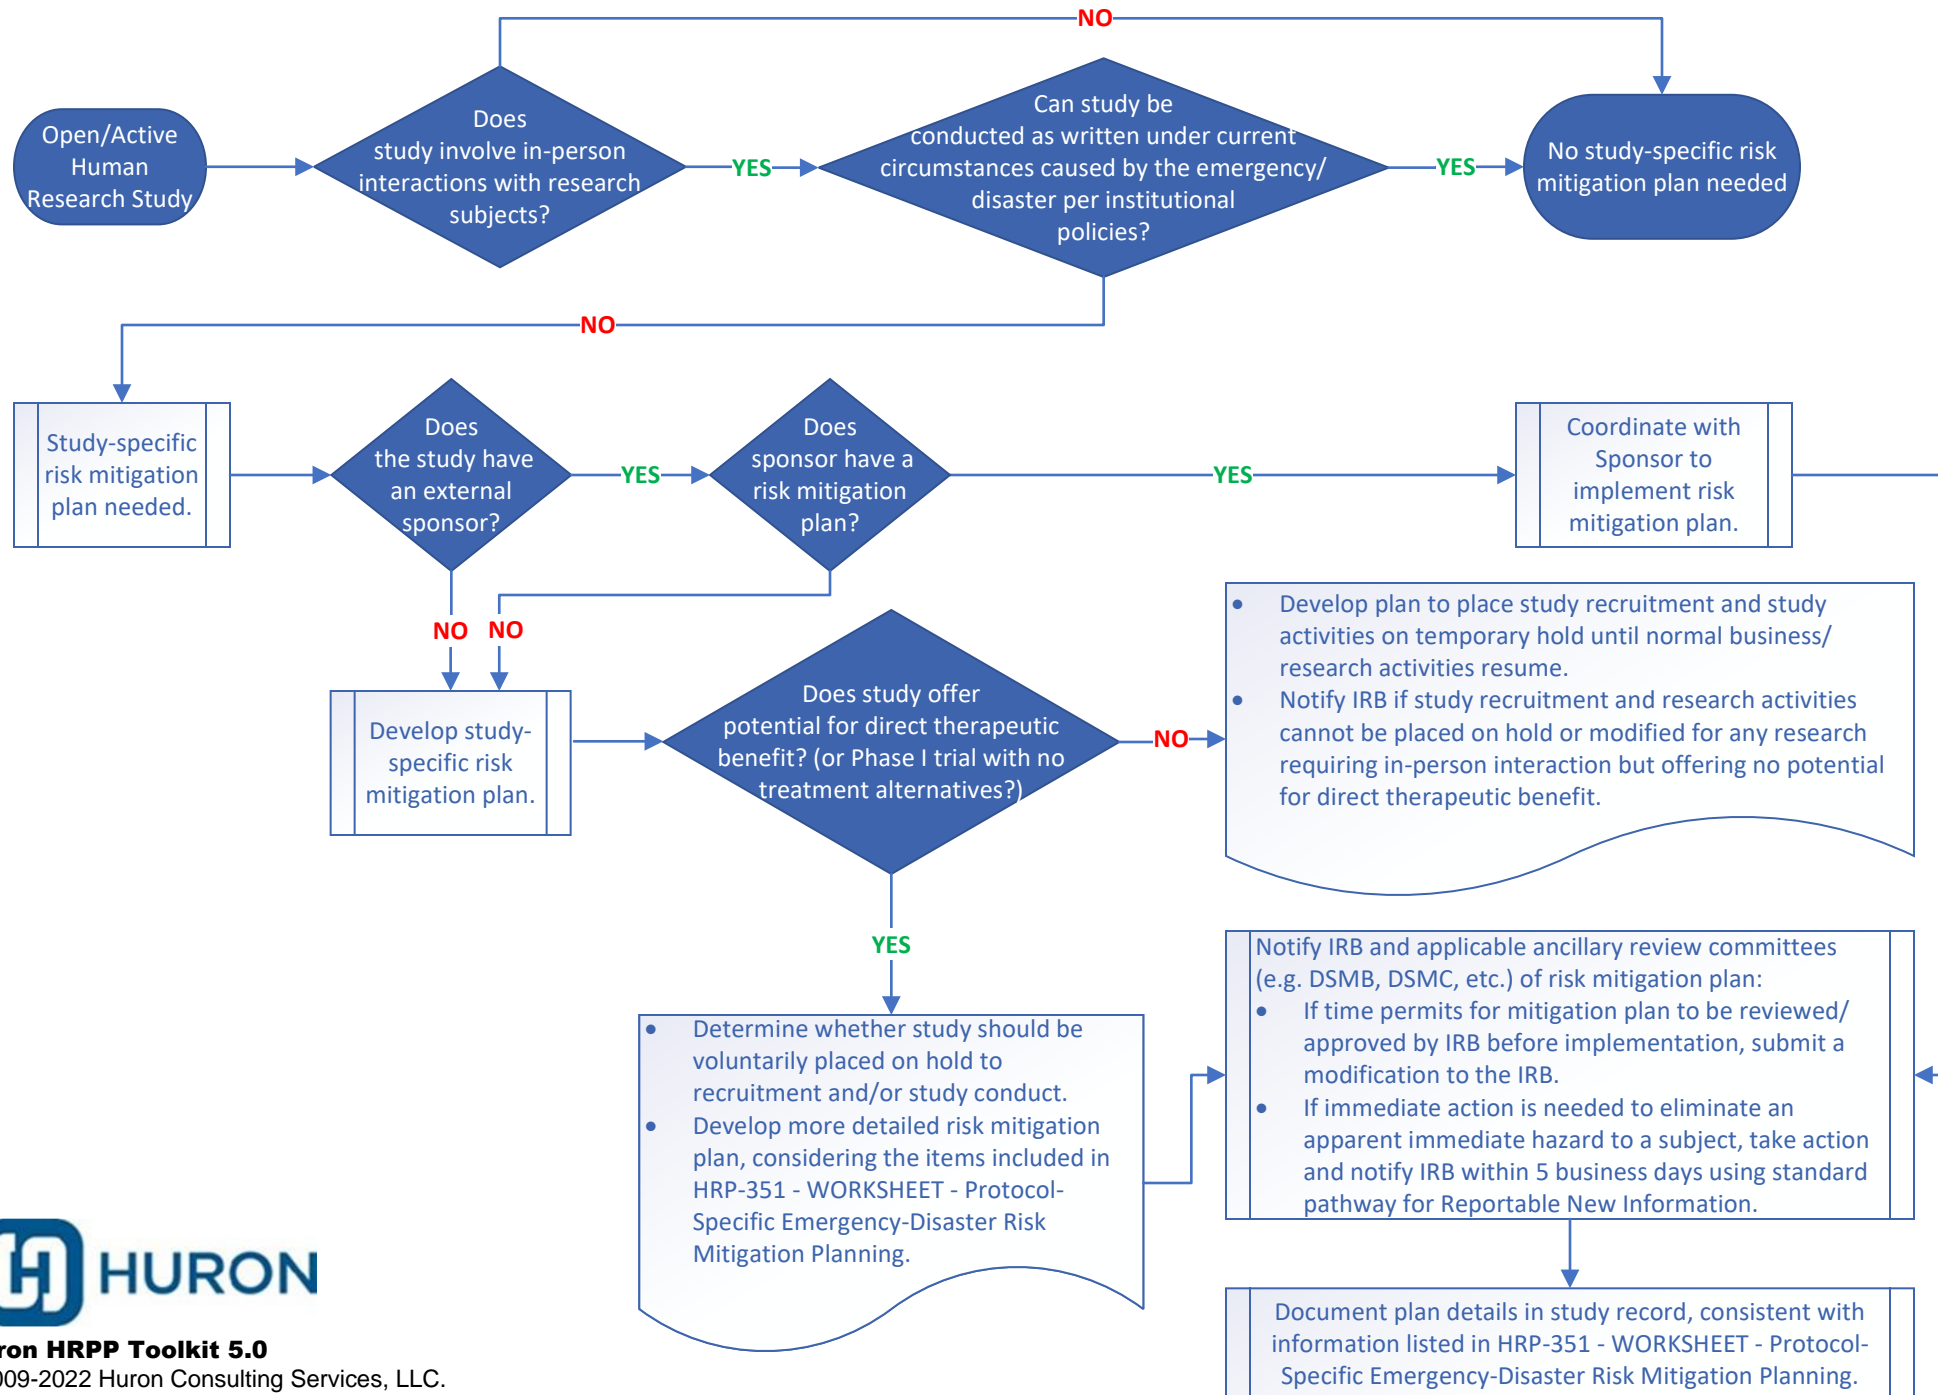 NO
Open/Active
Human
Research Study
Does
study involve in-person
interactions with research
subjects?
YES
Can study be
conducted as written under current
circumstances caused by the emergency/
disaster per institutional
policies?
YES
No study-specific risk
mitigation plan needed
NO
Study-specific
risk mitigation
plan needed.
Does
the study have
an external
sponsor?
YES
Does
sponsor have a
risk mitigation
plan?
YES
Coordinate with
Sponsor to
implement risk
mitigation plan.
NO NO
Develop study-
specific risk
mitigation plan.
Does study offer
potential for direct therapeutic
benefit? (or Phase I trial with no
treatment alternatives?)
NO
• Develop plan to place study recruitment and study
activities on temporary hold until normal business/
research activities resume.
• Notify IRB if study recruitment and research activities
cannot be placed on hold or modified for any research
requiring in-person interaction but offering no potential
for direct therapeutic benefit.
YES
• Determine whether study should be
voluntarily placed on hold to
recruitment and/or study conduct.
• Develop more detailed risk mitigation
plan, considering the items included in
HRP-351 - WORKSHEET - Protocol-
Specific Emergency-Disaster Risk
Mitigation Planning.
Notify IRB and applicable ancillary review committees
(e.g. DSMB, DSMC, etc.) of risk mitigation plan:
• If time permits for mitigation plan to be reviewed/
approved by IRB before implementation, submit a
modification to the IRB.
• If immediate action is needed to eliminate an
apparent immediate hazard to a subject, take action
and notify IRB within 5 business days using standard
pathway for Reportable New Information.
Document plan details in study record, consistent with
information listed in HRP-351 - WORKSHEET - Protocol-
Specific Emergency-Disaster Risk Mitigation Planning.
H HURON
ron HRPP Toolkit 5.0
009-2022 Huron Consulting Services, LLC.